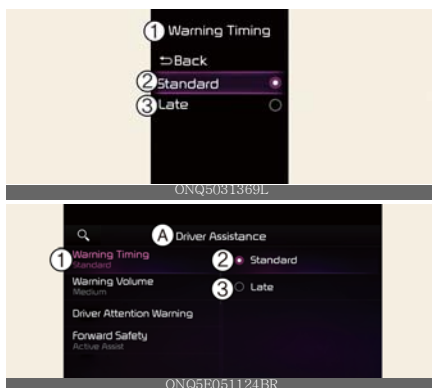 1 Warning Timing
Back
2 Standard
3 Late
ONQ5031369L
A Driver Assistance
1 Warning Timing
Standard
2 Standard
Warning Volume
Medium
3 Late
Driver Attention Warning
Forward Safety
Active Assist
ONQ5E051124BR